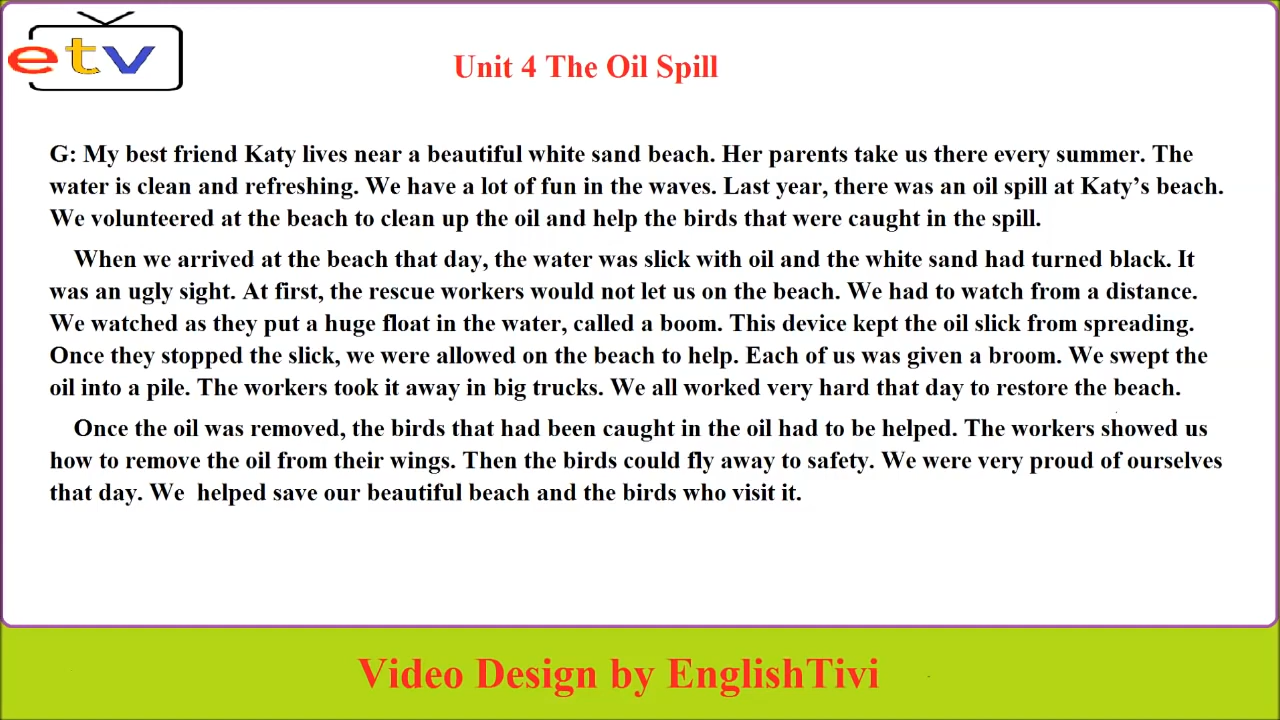 etv
Unit 4 The Oil Spill
G: My best friend Katy lives near a beautiful white sand beach. Her parents take us there every summer. The
water is clean and refreshing. We have a lot of fun in the waves. Last year, there was an oil spill at Katy’s beach.
We volunteered at the beach to clean up the oil and help the birds that were caught in the spill.
When we arrived at the beach that day, the water was slick with oil and the white sand had turned black. It
was an ugly sight. At first, the rescue workers would not let us on the beach. We had to watch from a distance.
We watched as they put a huge float in the water, called a boom. This device kept the oil slick from spreading.
Once they stopped the slick, we were allowed on the beach to help. Each of us was given a broom. We swept the
oil into a pile. The workers took it away in big trucks. We all worked very hard that day to restore the beach.
Once the oil was removed, the birds that had been caught in the oil had to be helped. The workers showed us
how to remove the oil from their wings. Then the birds could fly away to safety. We were very proud of ourselves
that day. We helped save our beautiful beach and the birds who visit it.
Video Design by EnglishTivi